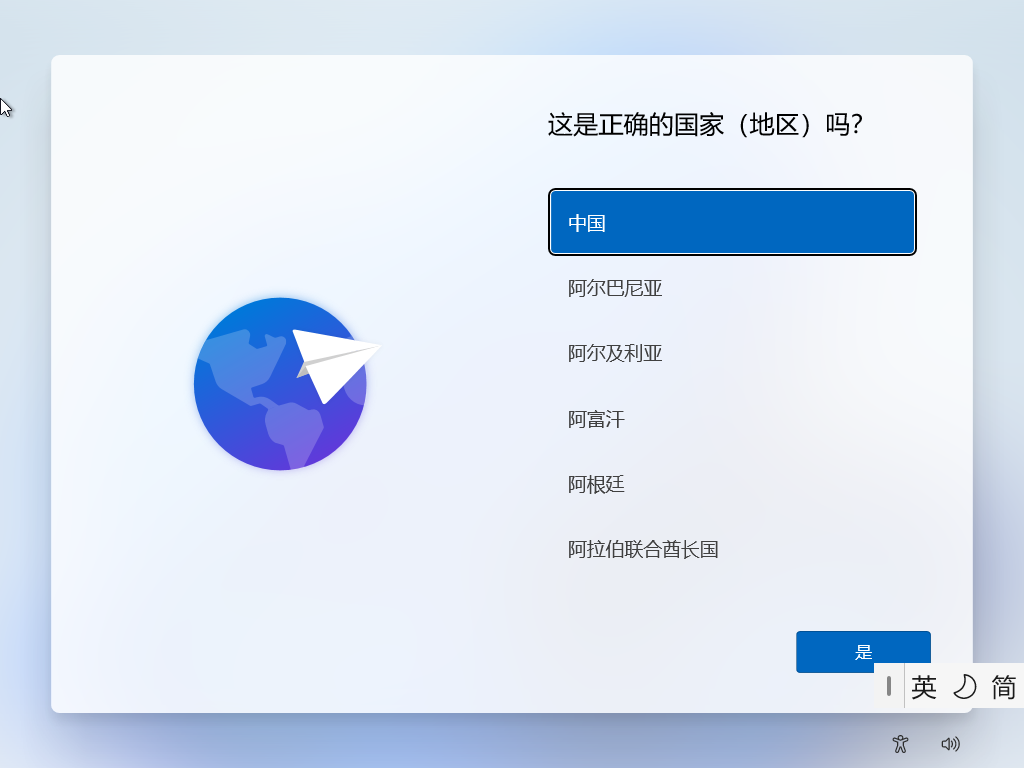 这是正确的国家（地区）吗?
中国
阿尔巴尼亚
阿尔及利亚
阿富汗
阿根廷
阿拉伯联合酋长国
是
英 简